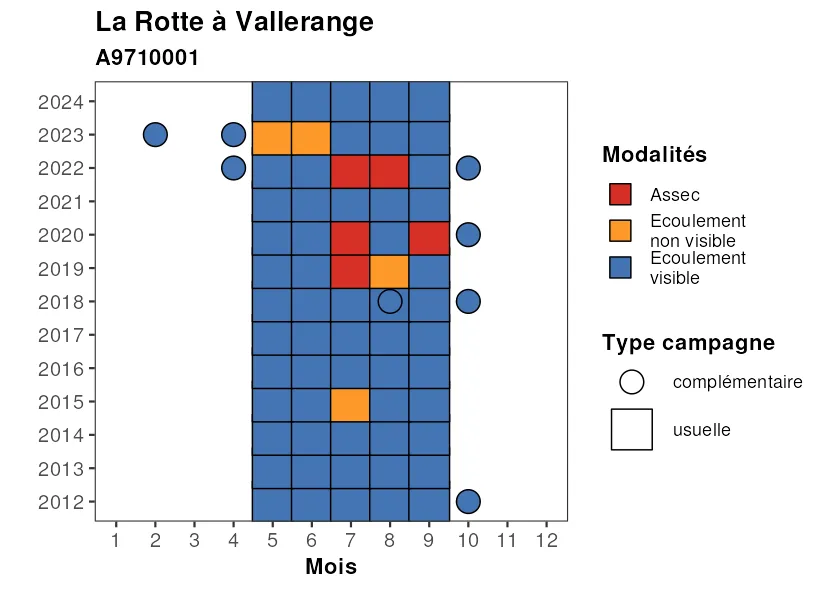 La Rotte à Vallerange
A9710001
2024
2023
2022
2021
2020
2019
2018
2017
2016
2015
2014
2013
2012
1 2 3 4 5 6 7 8 9 10 11 12
Mois
Modalités
Assec
Ecoulement
non visible
Ecoulement
visible
Type campagne
complémentaire
usuelle